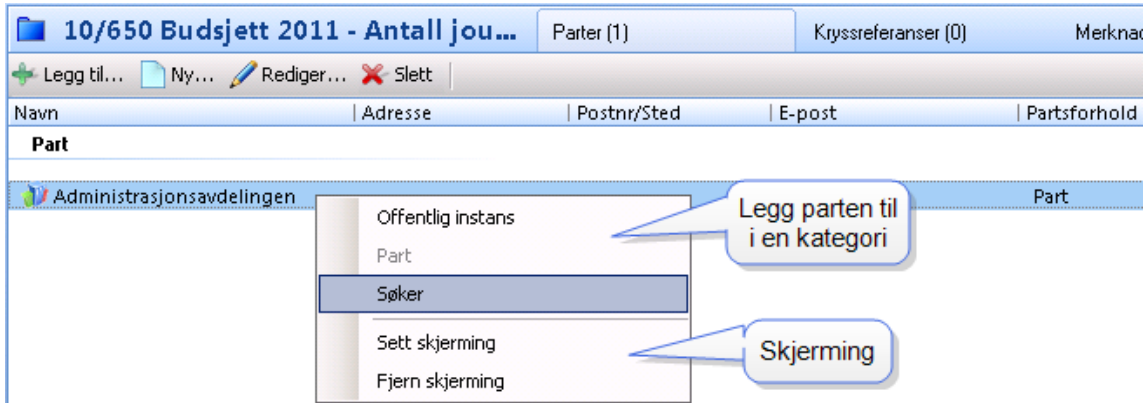 10/650 Budsjett 2011 - Antall jou... Parter (1) Kryssreferanser (0) Merknad
Legg til... Ny... Rediger... Slett
Navn Adresse Postnr/Sted E-post Partsforhold
Part
Administrasjonsavdelingen Part
Offentlig instans
Part
Søker
Sett skjerming
Fjern skjerming
Legg parten til
i en kategori
Skjerming